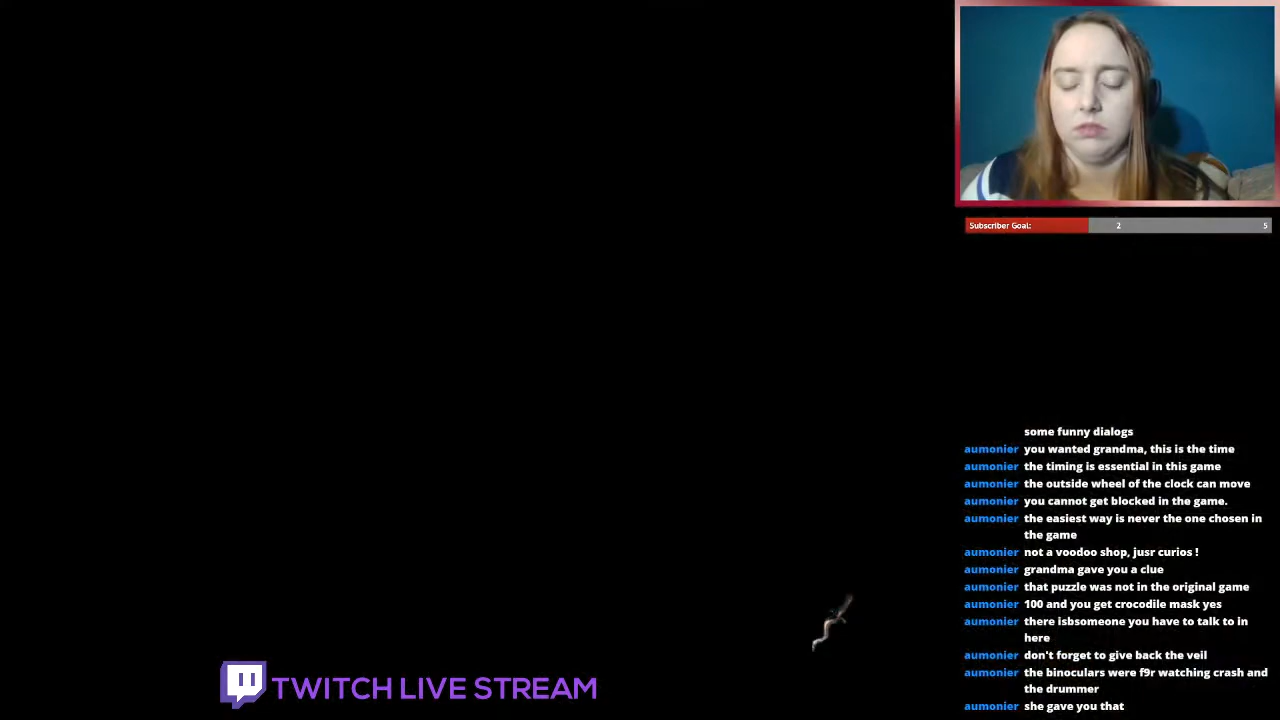 Subscriber Goal: 2 5
some funny dialogs
aumonier you wanted grandma, this is the time
aumonier the timing is essential in this game
aumonier the outside wheel of the clock can move
aumonier you cannot get blocked in the game.
aumonier the easiest way is never the one chosen in
the game
aumonier not a voodoo shop, jusr curios !
aumonier grandma gave you a clue
aumonier that puzzle was not in the original game
aumonier 100 and you get crocodile mask yes
aumonier there isbsomeone you have to talk to in
here
aumonier don't forget to give back the veil
aumonier the binoculars were f9r watching crash and
the drummer
aumonier she gave you that
TWITCH LIVE STREAM